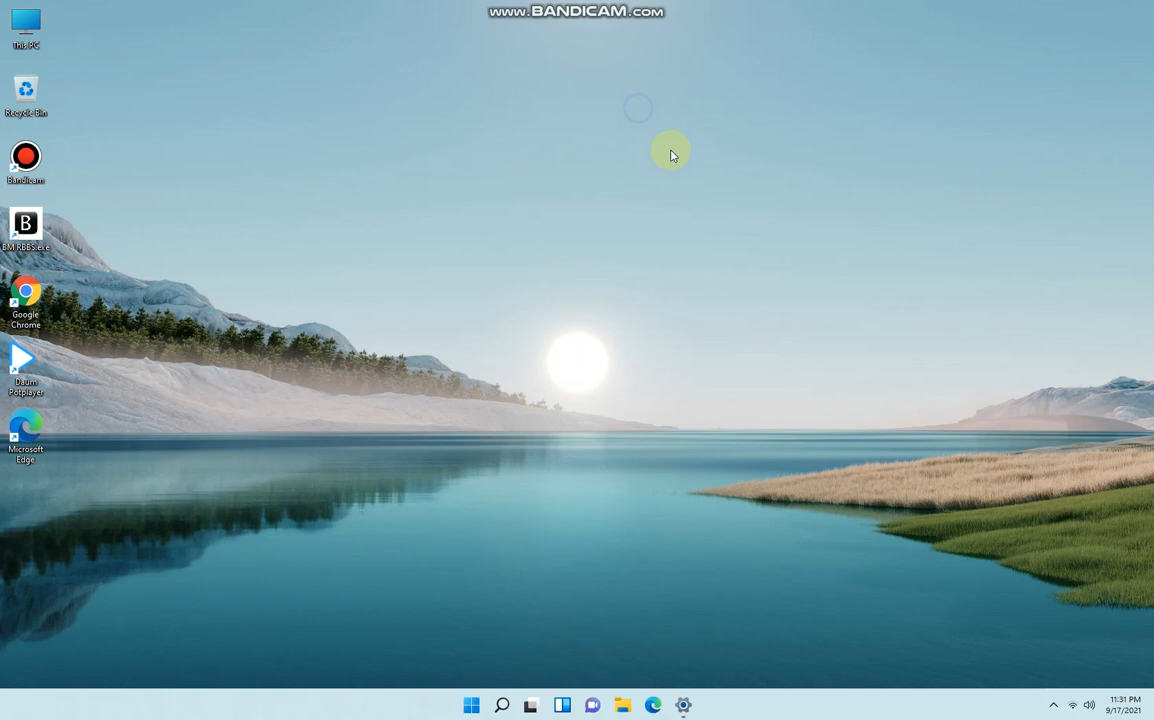 www.BANDICAM.com
This PC
Recycle Bin
Bandicam
B
BM RBBS.exe
Google
Chrome
Daum
Potplayer
Microsoft
Edge
11:31 PM
9/17/2021